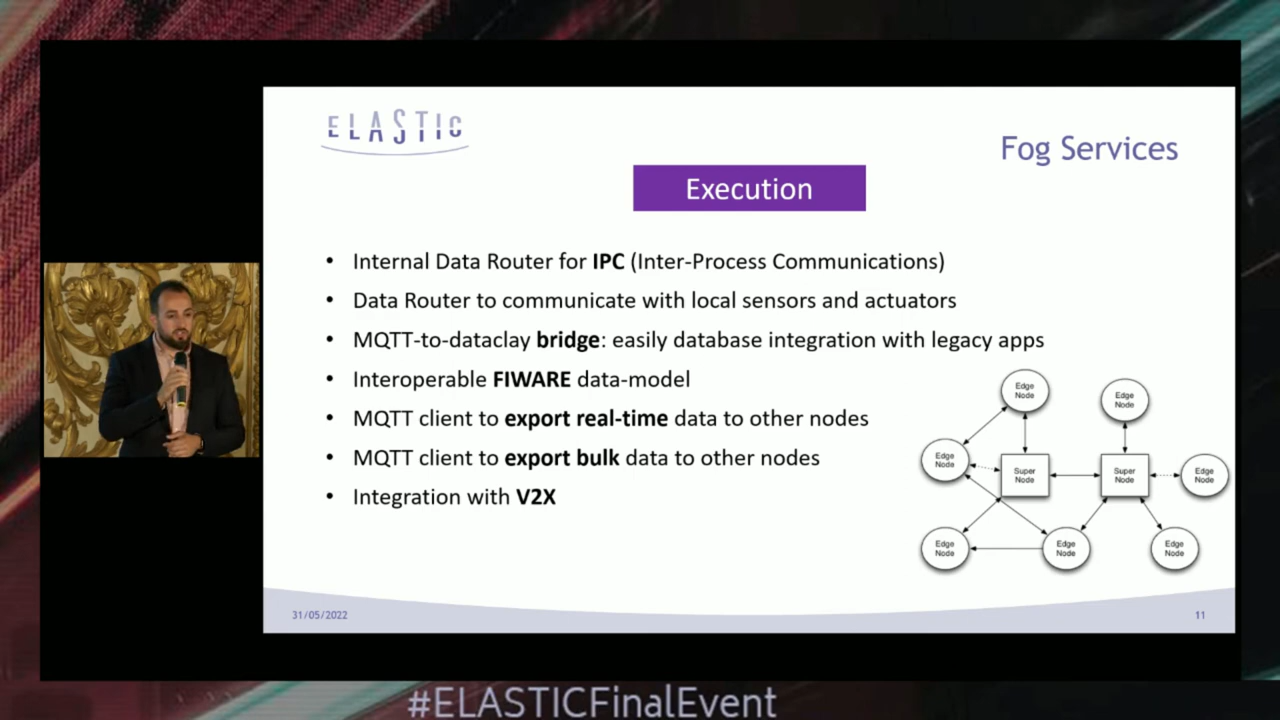 ELASTIC
Fog Services
Execution
• Internal Data Router for IPC (Inter-Process Communications)
• Data Router to communicate with local sensors and actuators
• MQTT-to-dataclay bridge: easily database integration with legacy apps
• Interoperable FIWARE data-model
• MQTT client to export real-time data to other nodes
• MQTT client to export bulk data to other nodes
• Integration with V2X
Edge
Node
Edge
Node
Edge
Node
Super
Node
Super
Node
Edge
Node
Edge
Node
Edge
Node
Edge
Node
31/05/2022
11
#ELASTICFinalEvent